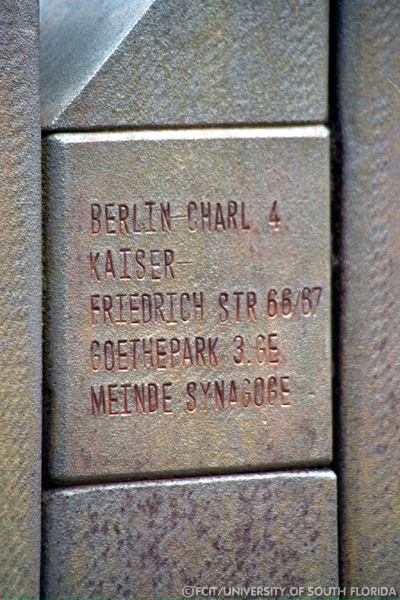 BERLIN-CHARL 4
KAISER-
FRIEDRICH STR 66/67
GOETHEPARK 3.GE
MEINDE SYNAGOGE -
©FCIT/UNIVERSITY OF SOUTH FLORIDA